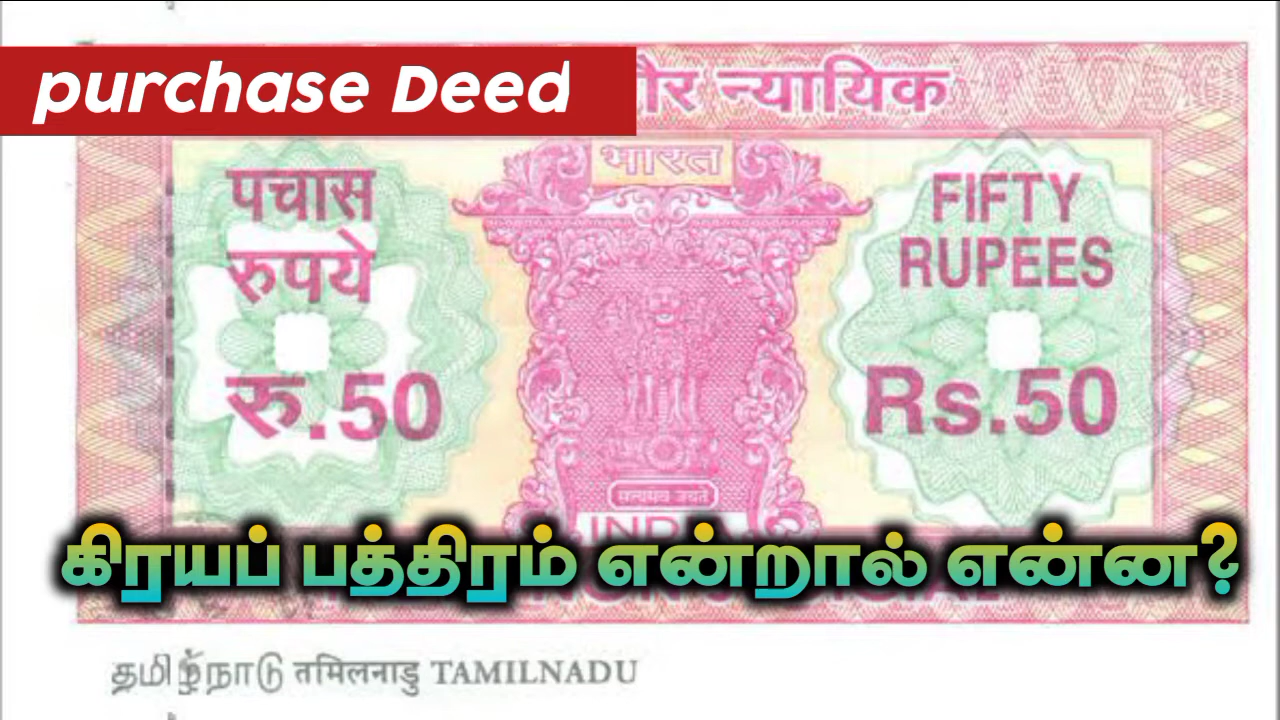 purchase Deed
र न्यायिक
भारत
पचास
रुपये
रु.50
FIFTY
RUPEES
Rs.50
सत्यमेव जयते
கிரயப் பத்திரம் என்றால் என்ன?
தமிழ்நாடு तमिलनाडु TAMILNADU